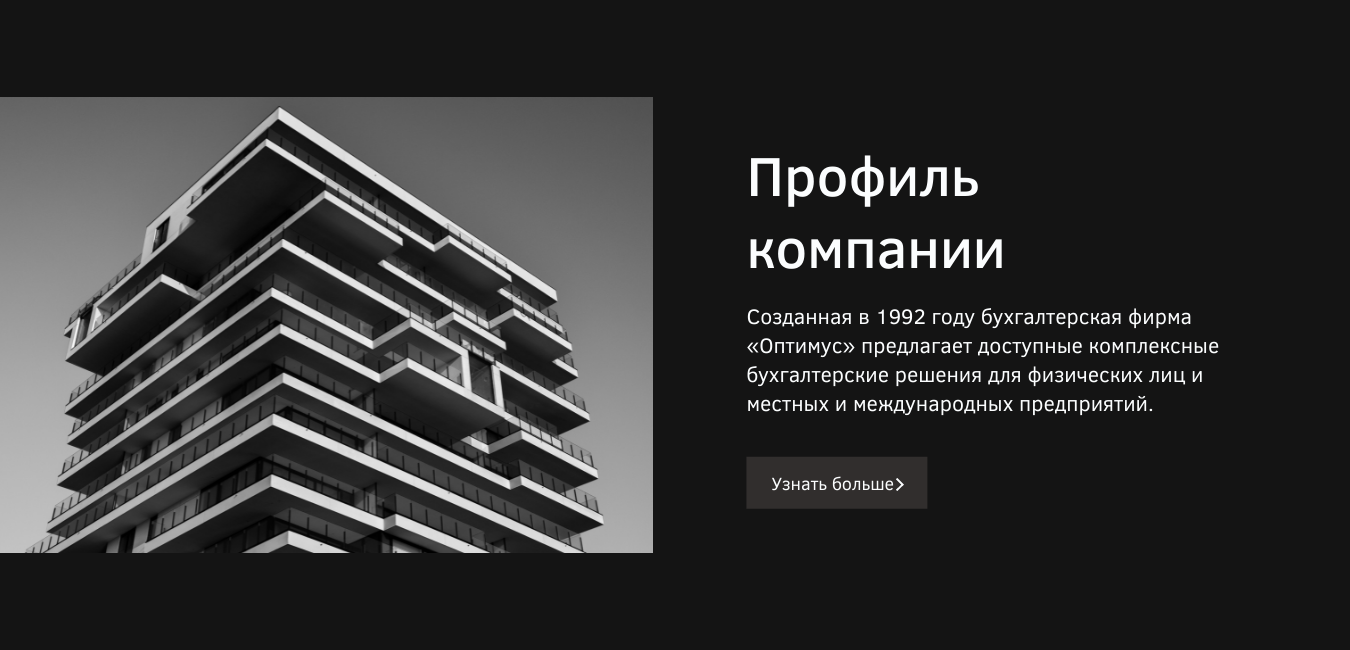 Профиль
компании
Созданная в 1992 году бухгалтерская фирма
«Оптимус» предлагает доступные комплексные
бухгалтерские решения для физических лиц и
местных и международных предприятий.
Узнать больше